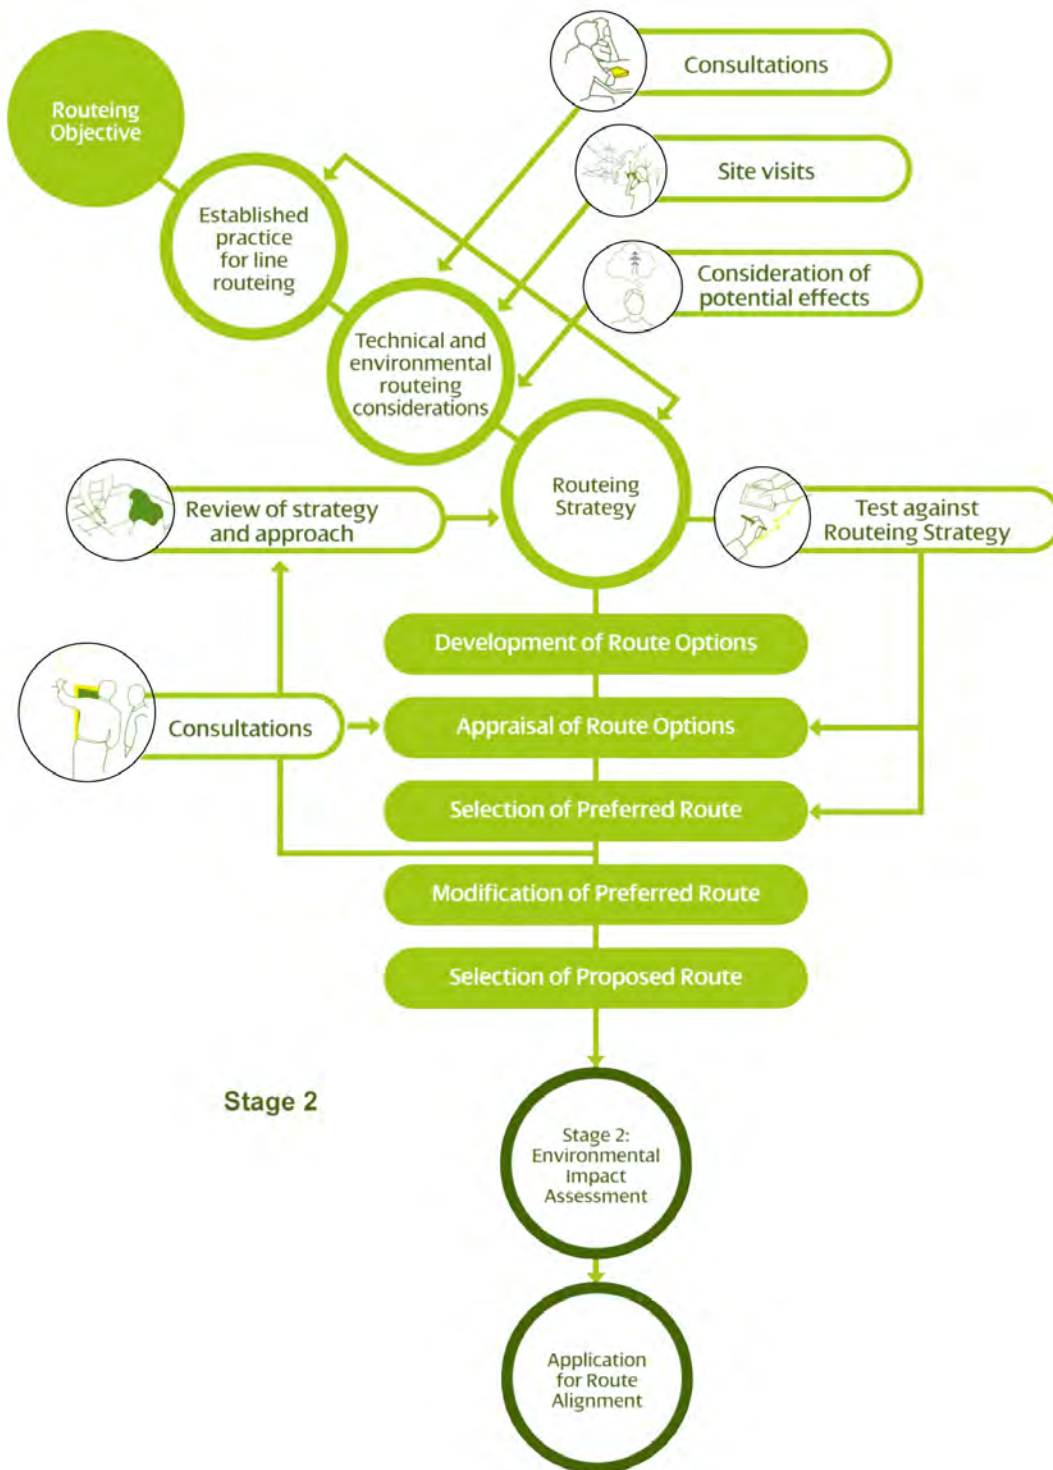 Routeing
Objective
Consultations
Site visits
Established
practice
for line
routeing
Consideration of
potential effects
Technical and
environmental
routeing
considerations
Routeing
Strategy
Review of strategy
and approach
Test against
Routeing Strategy
Development of Route Options
Consultations
Appraisal of Route Options
Selection of Preferred Route
Modification of Preferred Route
Selection of Proposed Route
Stage 2
Stage 2:
Environmental
Impact
Assessment
Application
for Route
Alignment